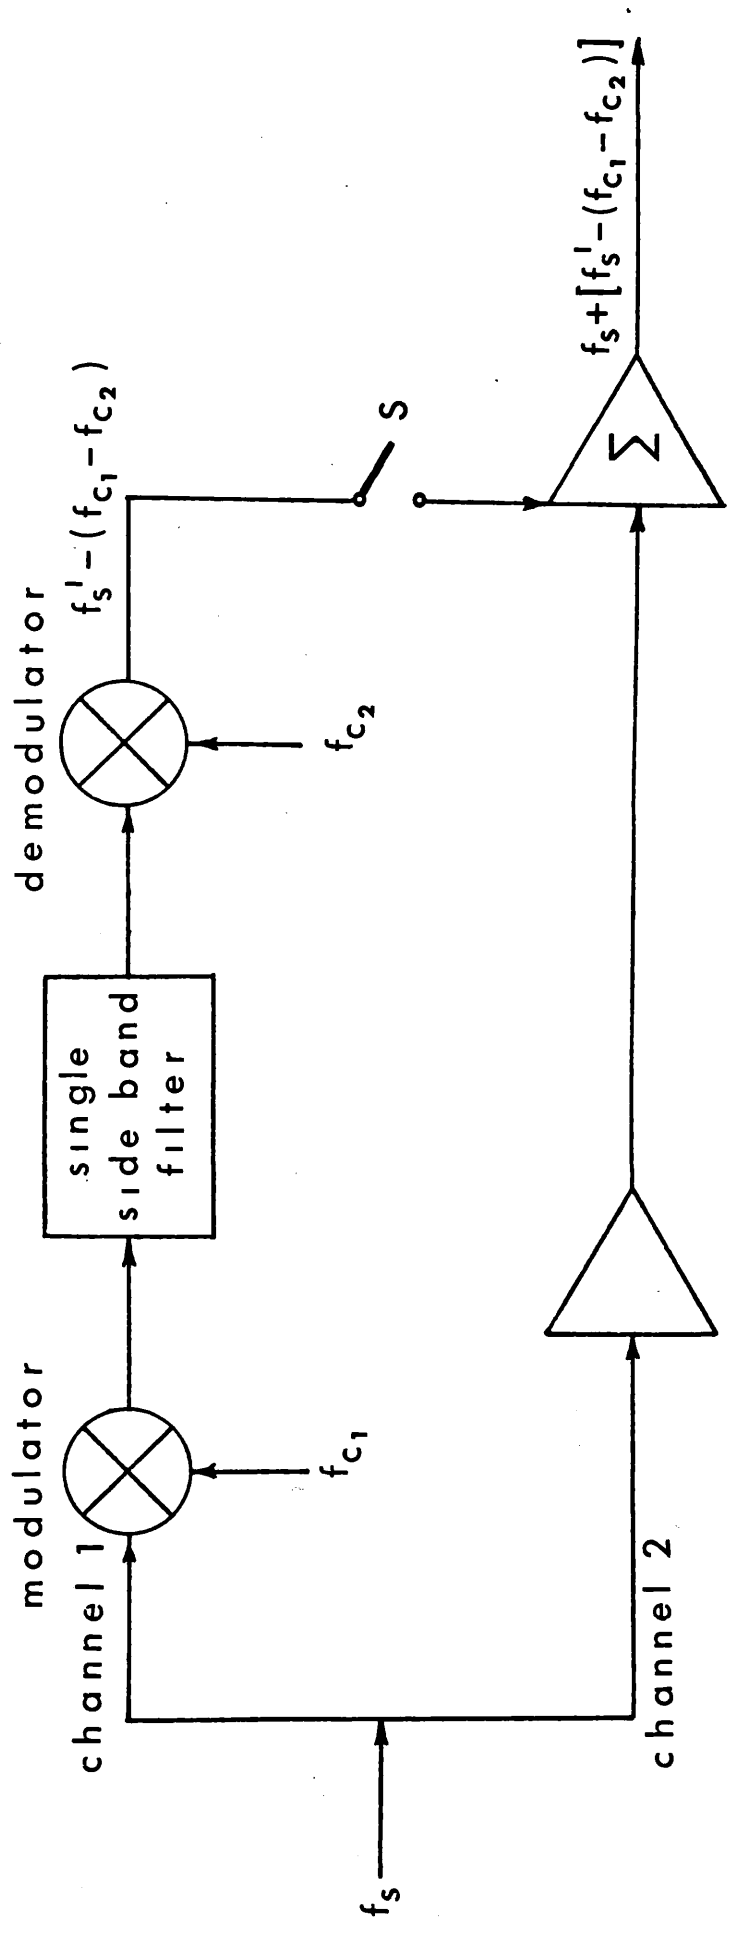 modulator
demodulator
channel 1
f_s' – (f_c1 – f_c2)
single
side band
filter
f_c1
f_c2
S
f_s
Σ
f_s + [f_s' – (f_c1 – f_c2)]
channel 2